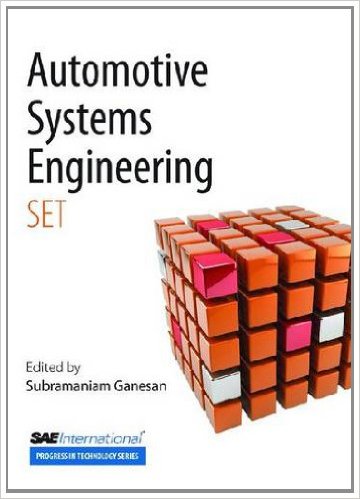 Automotive
Systems
Engineering
SET
Edited by
Subramaniam Ganesan
SAE International®
PROGRESS IN TECHNOLOGY SERIES